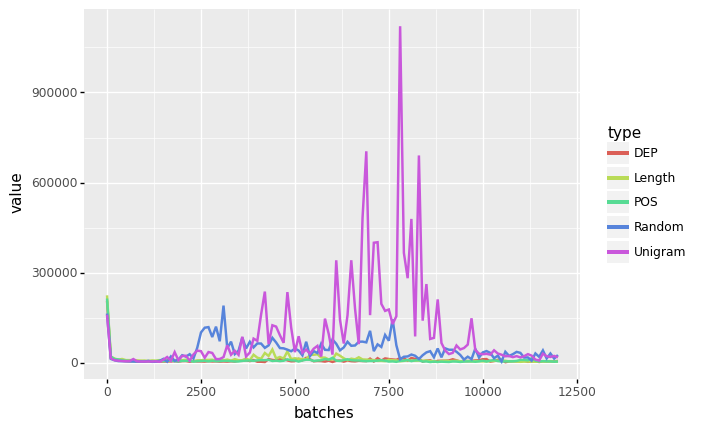 900000
600000
300000
0
value
0
2500
5000
7500
10000
12500
batches
type
DEP
Length
POS
Random
Unigram